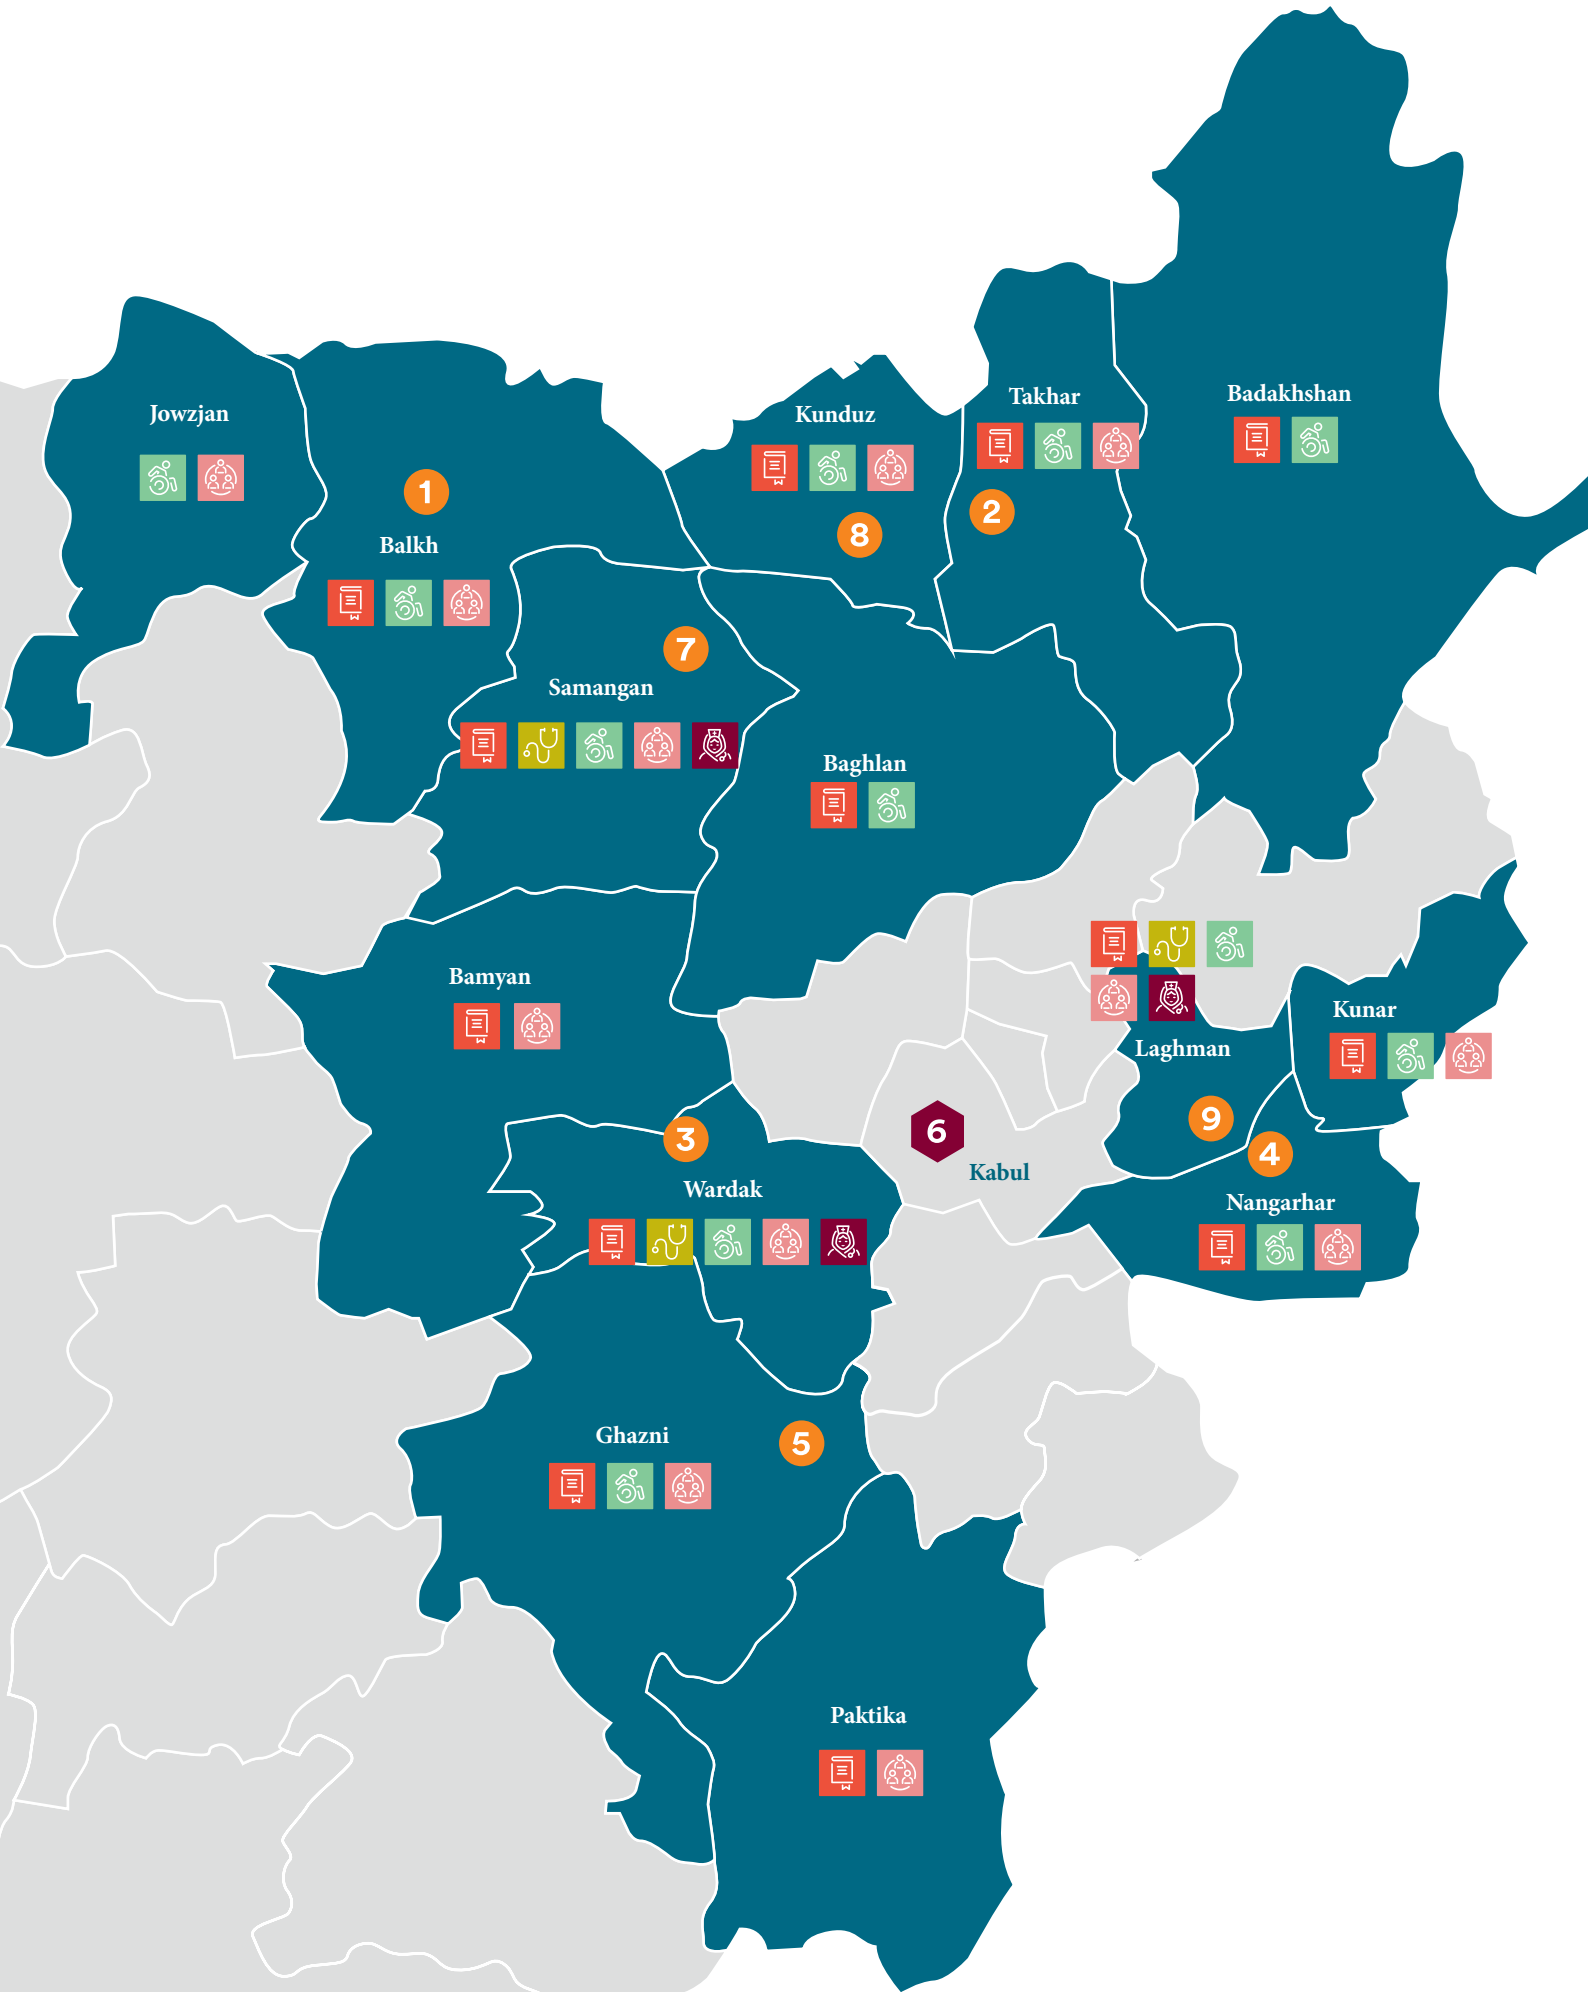 Badakhshan
Takhar
Jowzjan
Kunduz
1
2
8
Balkh
7
Samangan
Baghlan
Bamyan
Kunar
Laghman
9
6
3
4
Kabul
Wardak
Nangarhar
Ghazni
5
Paktika